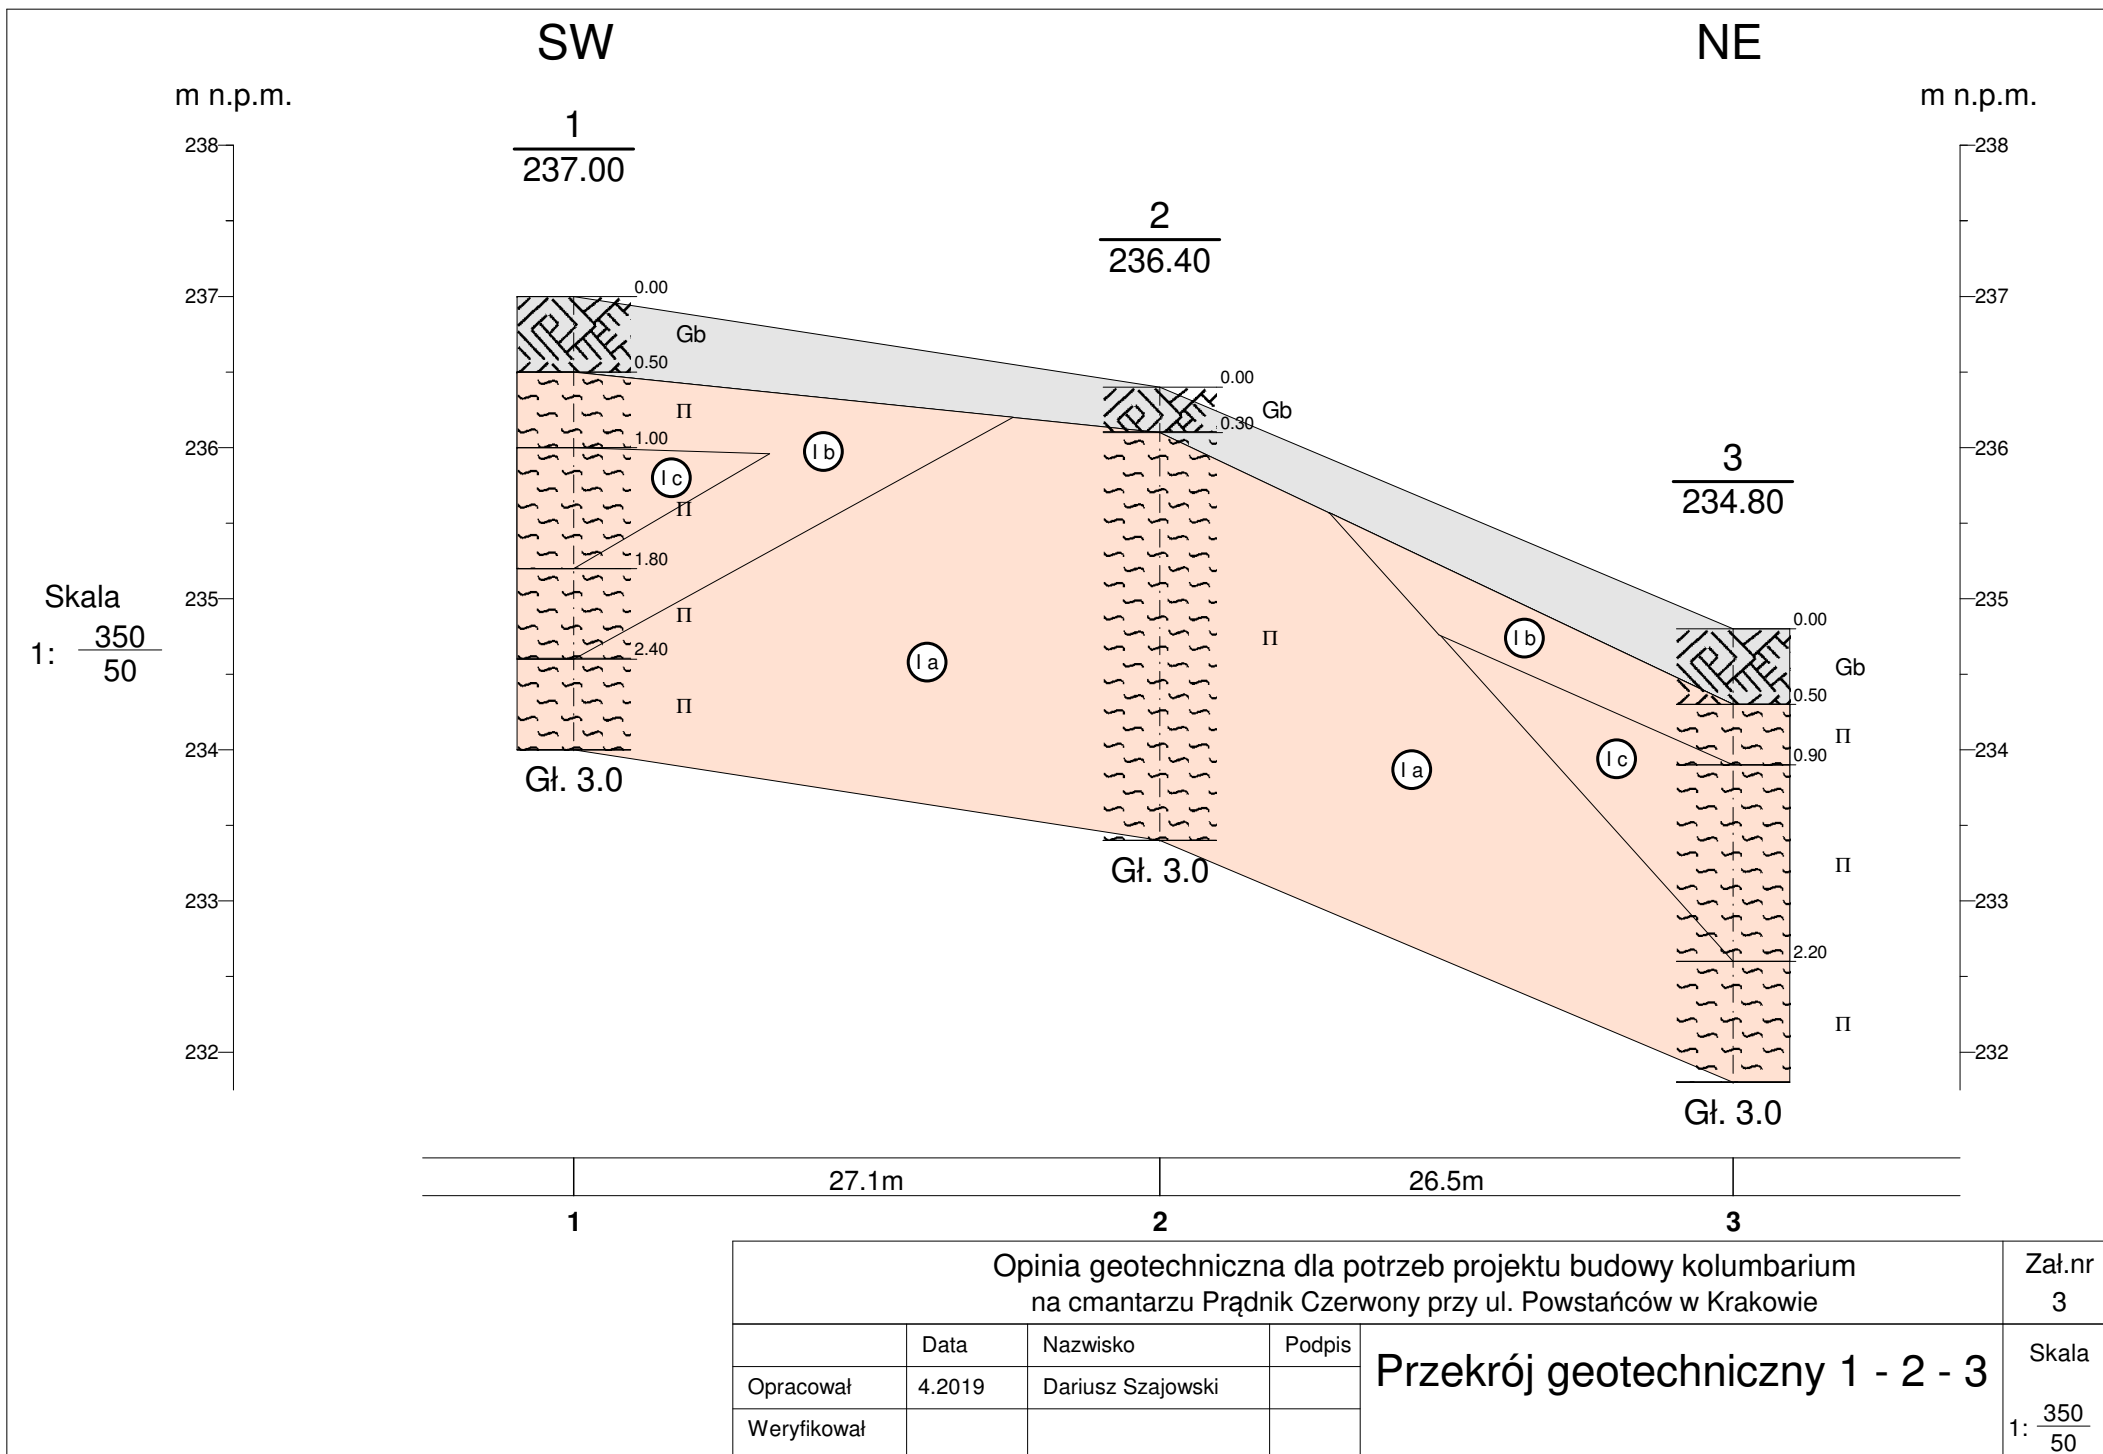 SW
NE
m n.p.m.
m n.p.m.
1
237.00
2
236.40
3
234.80
238
237
236
235
234
233
232
238
237
236
235
234
233
232
Skala
1: 350
50
0.00
Gb
0.50
П
1.00
I c
П
I b
1.80
П
2.40
П
Gł. 3.0
I a
0.00
Gb
0.30
П
Gł. 3.0
I b
I a
I c
0.00
Gb
0.50
П
0.90
П
2.20
П
Gł. 3.0
27.1m
26.5m
1
2
3
Opinia geotechniczna dla potrzeb projektu budowy kolumbarium
na cmantarzu Prądnik Czerwony przy ul. Powstańców w Krakowie
Zał.nr
3
Data
Nazwisko
Podpis
Opracował
4.2019
Dariusz Szajowski
Weryfikował
Przekrój geotechniczny 1 - 2 - 3
Skala
1: 350
50